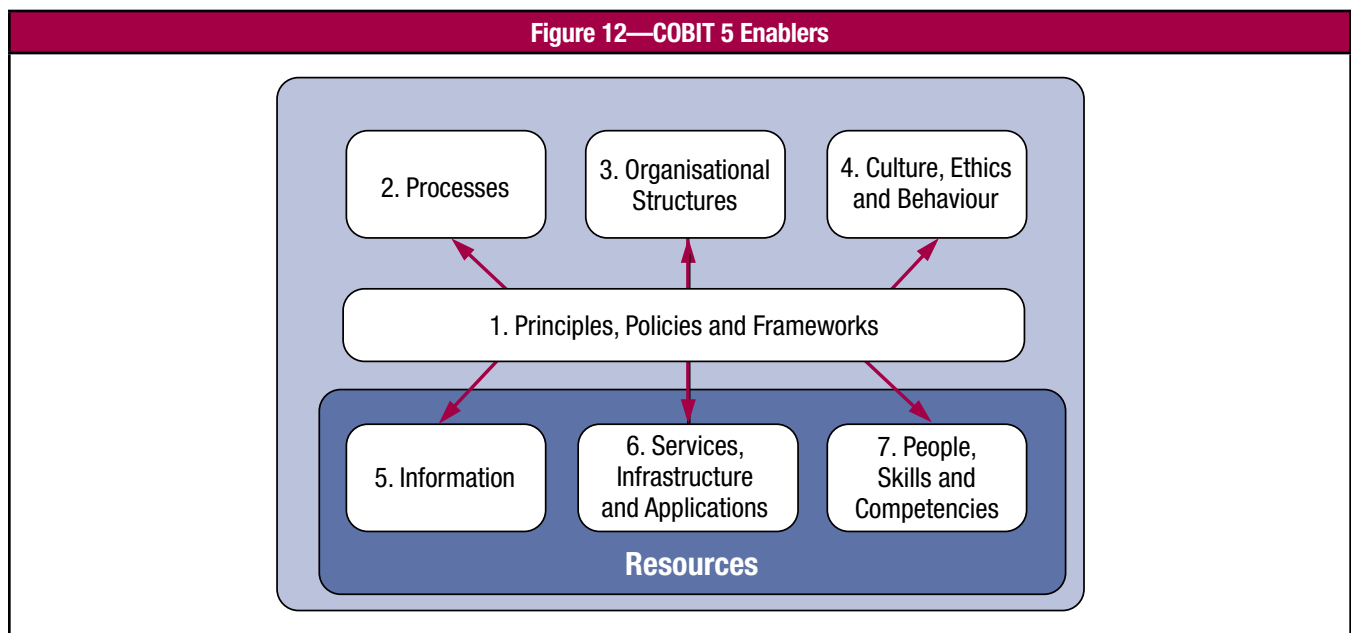 Figure 12—COBIT 5 Enablers
2. Processes
3. Organisational
Structures
4. Culture, Ethics
and Behaviour
1. Principles, Policies and Frameworks
5. Information
6. Services,
Infrastructure
and Applications
7. People,
Skills and
Competencies
Resources